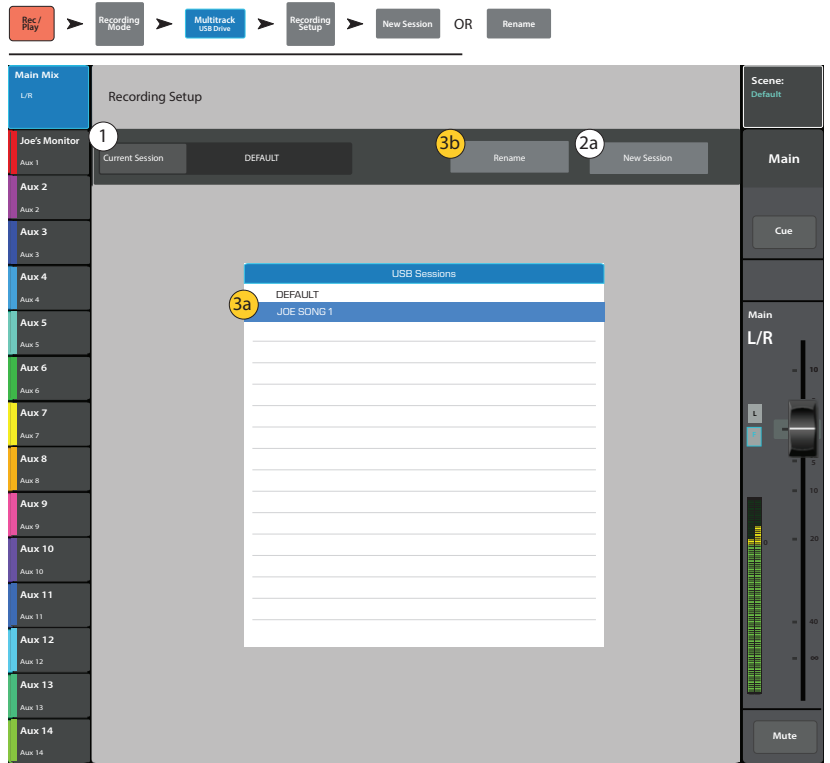 Rec /
Play
Recording
Mode
Multitrack
USB Drive
Recording
Setup
New Session
OR
Rename
Main Mix
L/R
Recording Setup
Scene:
Default
1
Current Session
DEFAULT
3b
Rename
2a
New Session
Joe's Monitor
Aux 1
Aux 2
Aux 2
Aux 3
Aux 3
Aux 4
Aux 4
Aux 5
Aux 5
Aux 6
Aux 6
Aux 7
Aux 7
Aux 8
Aux 8
Aux 9
Aux 9
Aux 10
Aux 10
Aux 11
Aux 11
Aux 12
Aux 12
Aux 13
Aux 13
Aux 14
Aux 14
USB Sessions
DEFAULT
3a
JOE SONG 1
Main
Cue
Main
L/R
10
L
5
10
0
20
40
∞
Mute